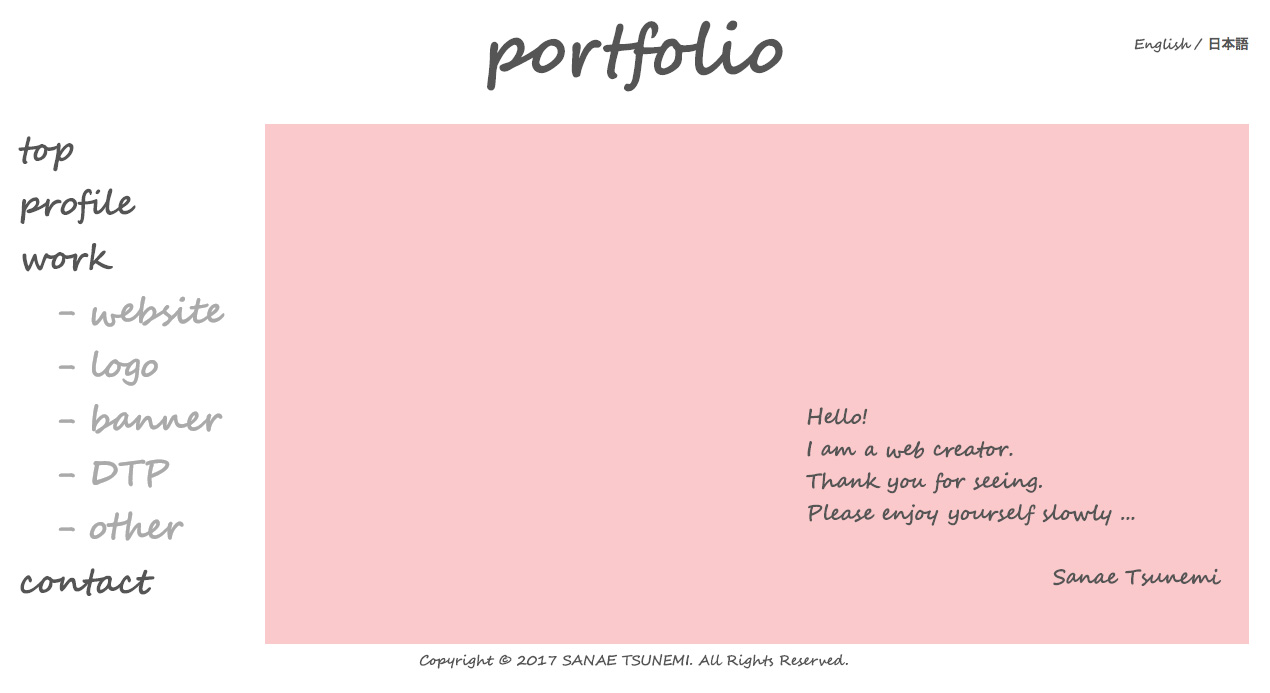 portfolio
English / 日本語
top
profile
work
- website
- logo
- banner
- DTP
- other
contact
Hello!
I am a web creator.
Thank you for seeing.
Please enjoy yourself slowly ...
Sanae Tsunemi
Copyright © 2017 SANAE TSUNEMI. All Rights Reserved.